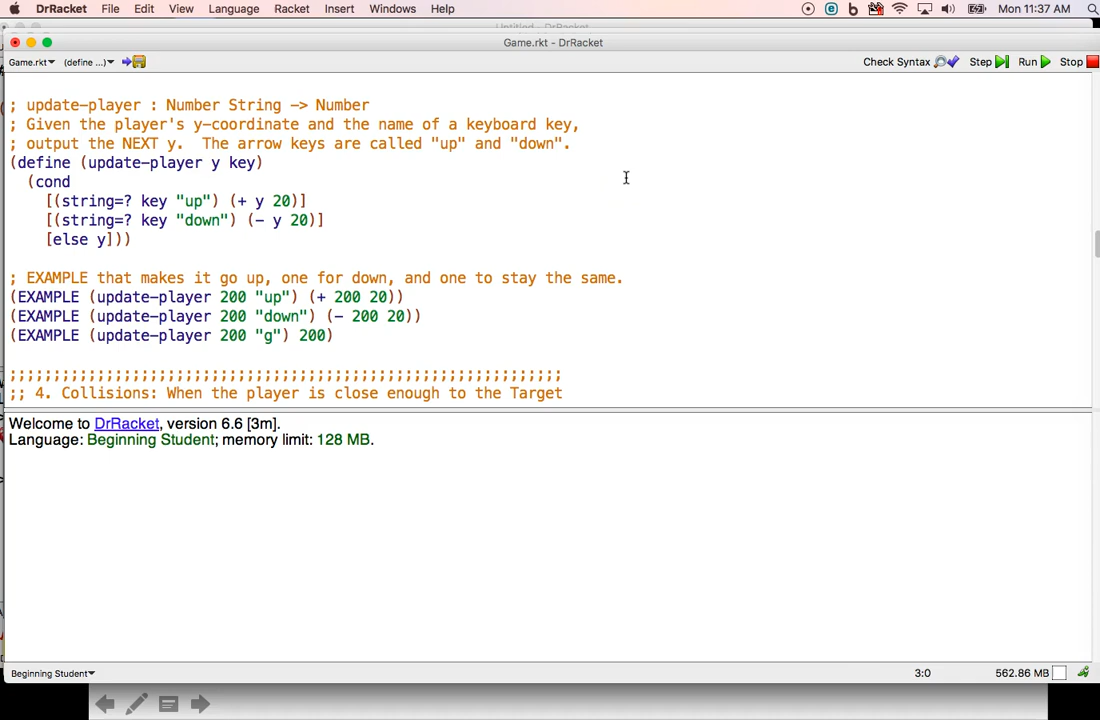 DrRacket File Edit View Language Racket Insert Windows Help Mon 11:37 AM
Game.rkt - DrRacket
Game.rkt (define ...) Check Syntax Step Run Stop
; update-player : Number String -> Number
; Given the player's y-coordinate and the name of a keyboard key,
; output the NEXT y. The arrow keys are called "up" and "down".
(define (update-player y key)
(cond
[(string=? key "up") (+ y 20)]
[(string=? key "down") (- y 20)]
[else y]))
; EXAMPLE that makes it go up, one for down, and one to stay the same.
(EXAMPLE (update-player 200 "up") (+ 200 20))
(EXAMPLE (update-player 200 "down") (- 200 20))
(EXAMPLE (update-player 200 "g") 200)
;;;;;;;;;;;;;;;;;;;;;;;;;;;;;;;;;;;;;;;;;;;;;;;;;;;;;;;;;;;;;;;
;; 4. Collisions: When the player is close enough to the Target
Welcome to DrRacket, version 6.6 [3m].
Language: Beginning Student; memory limit: 128 MB.
Beginning Student 3:0 562.86 MB